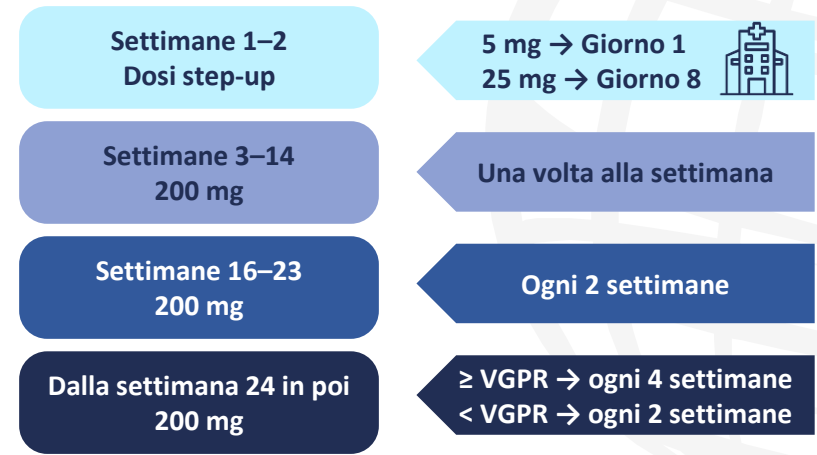 Settimane 1–2
Dosi step-up
5 mg → Giorno 1
25 mg → Giorno 8
Settimane 3–14
200 mg
Una volta alla settimana
Settimane 16–23
200 mg
Ogni 2 settimane
Dalla settimana 24 in poi
200 mg
≥ VGPR → ogni 4 settimane
< VGPR → ogni 2 settimane